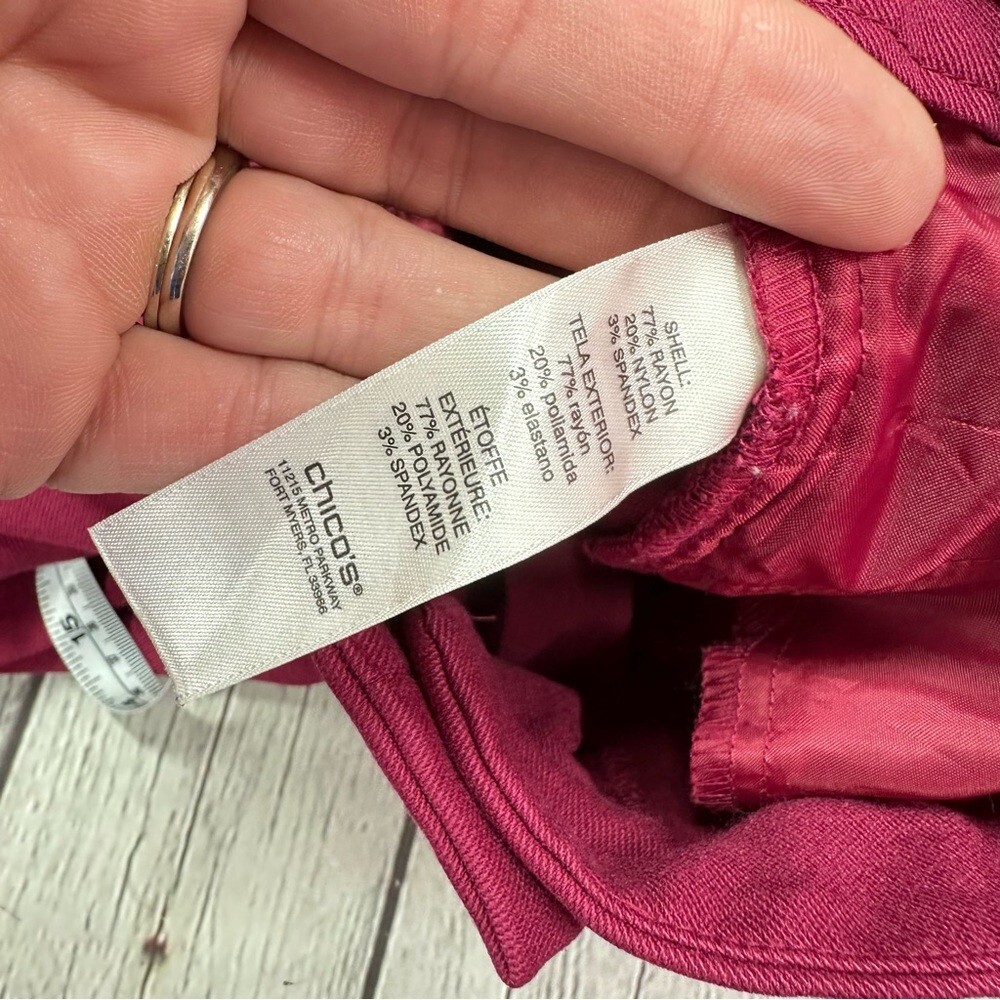 SHELL:
77% RAYON
20% NYLON
3% SPANDEX
TELA EXTERIOR:
77% rayón
20% poliamida
3% elastano
ÉTOFFE
EXTÉRIEURE:
77% RAYONNE
20% POLYAMIDE
3% SPANDEX
chico's®
11215 METRO PARKWAY
FORT MYERS, FL 33966
15